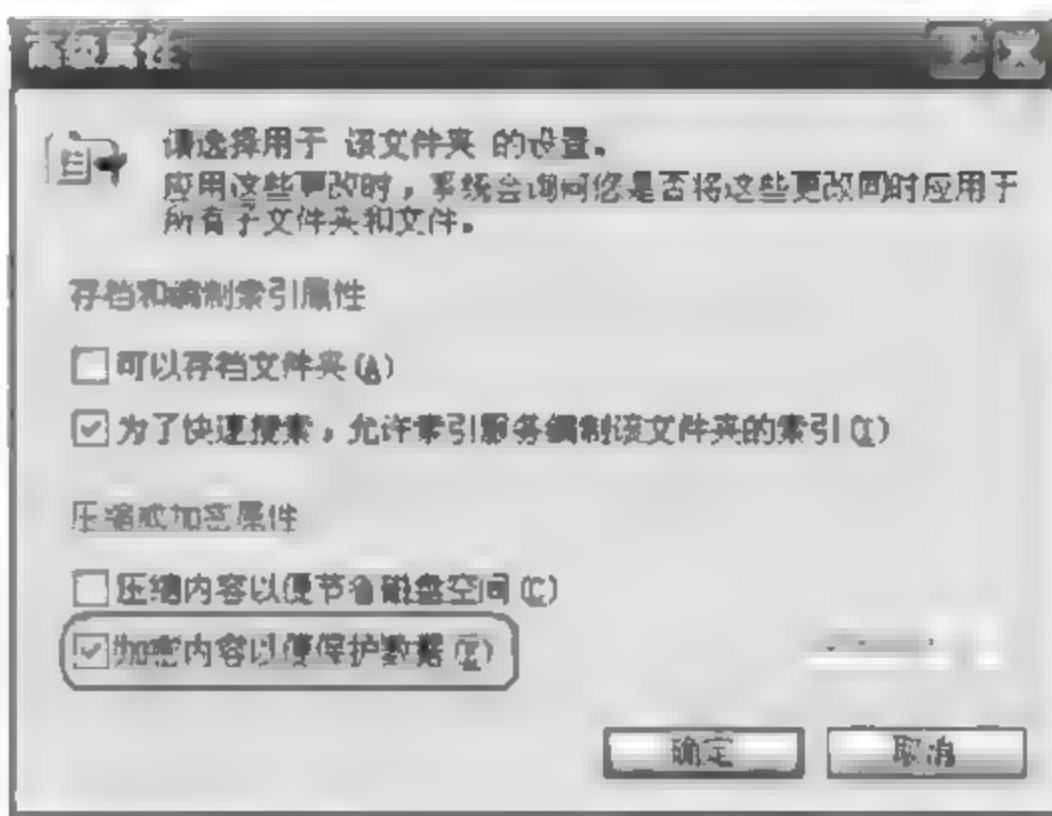 高级属性
请选择用于 该文件夹 的设置。
应用这些更改时，系统会询问您是否将这些更改同时应用于
所有子文件夹和文件。
存档和编制索引属性
可以存档文件夹(A)
为了快速搜索，允许索引服务编制该文件夹的索引(I)
压缩或加密属性
压缩内容以便节省磁盘空间(C)
加密内容以便保护数据(E)
确定
取消